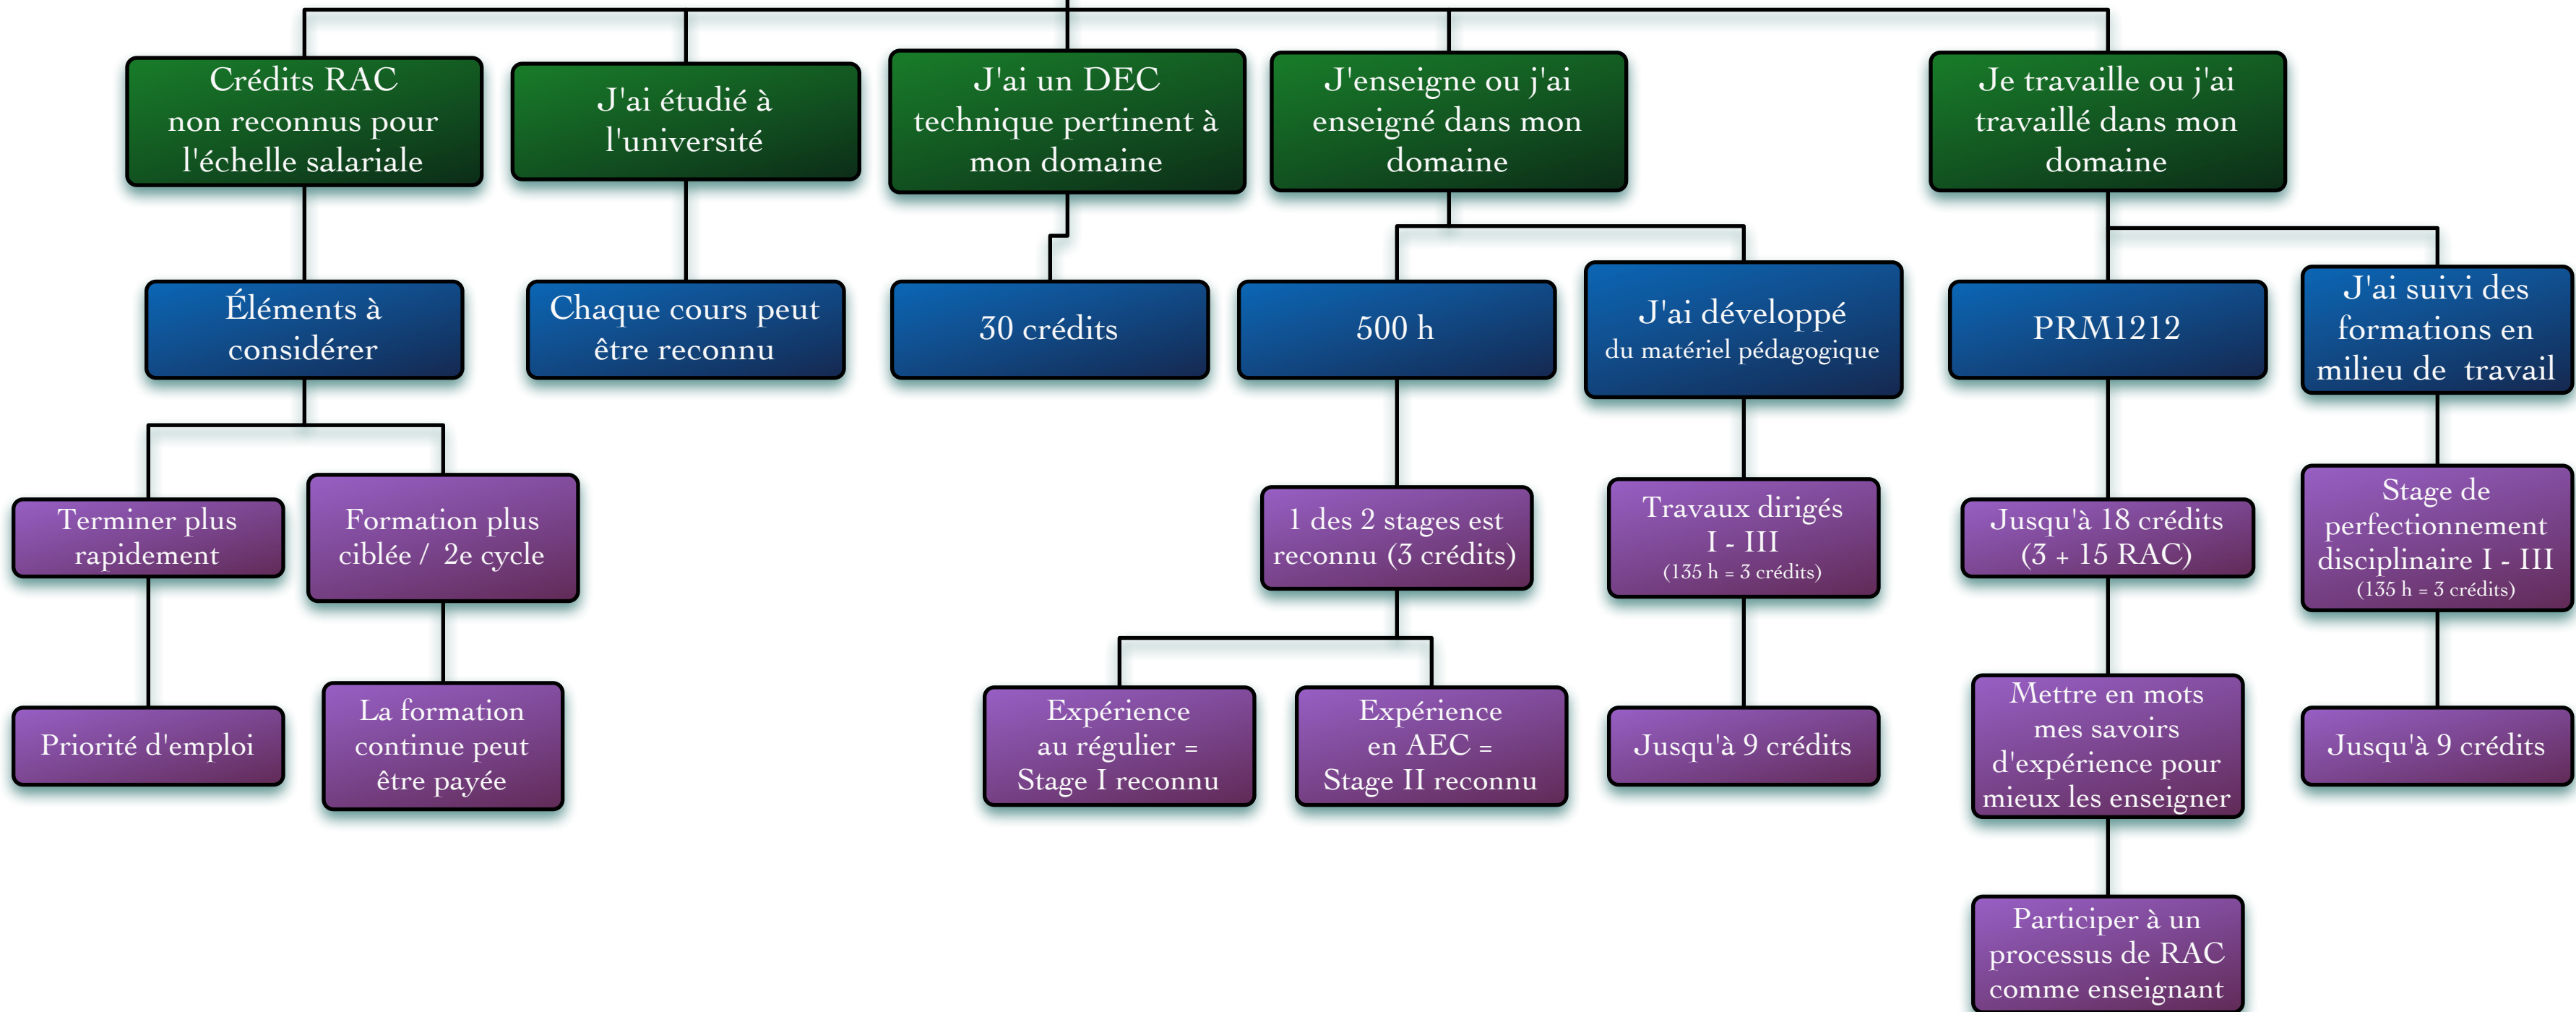 Crédits RAC
non reconnus pour
l'échelle salariale
J'ai étudié à
l'université
J'ai un DEC
technique pertinent à
mon domaine
J'enseigne ou j'ai
enseigné dans mon
domaine
Je travaille ou j'ai
travaillé dans mon
domaine
Éléments à
considérer
Chaque cours peut
être reconnu
30 crédits
500 h
J'ai développé
du matériel pédagogique
PRM1212
J'ai suivi des
formations en
milieu de travail
Terminer plus
rapidement
Formation plus
ciblée / 2e cycle
1 des 2 stages est
reconnu (3 crédits)
Travaux dirigés
I - III
(135 h = 3 crédits)
Jusqu'à 18 crédits
(3 + 15 RAC)
Stage de
perfectionnement
disciplinaire I - III
(135 h = 3 crédits)
Priorité d'emploi
La formation
continue peut
être payée
Expérience
au régulier =
Stage I reconnu
Expérience
en AEC =
Stage II reconnu
Jusqu'à 9 crédits
Mettre en mots
mes savoirs
d'expérience pour
mieux les enseigner
Jusqu'à 9 crédits
Participer à un
processus de RAC
comme enseignant